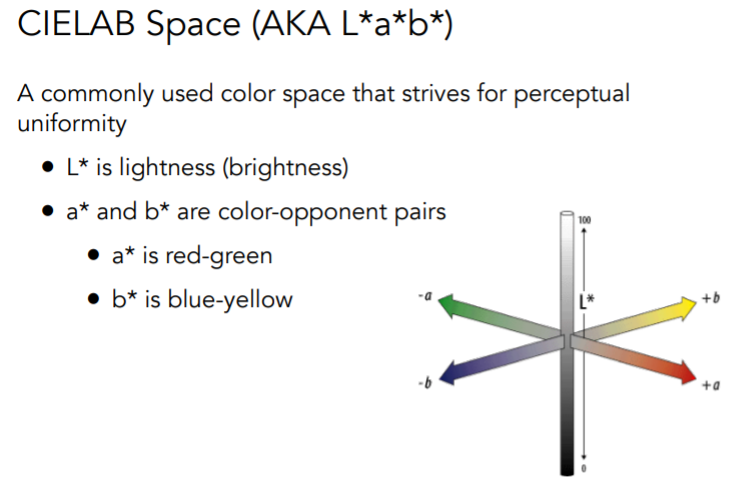 CIELAB Space (AKA L*a*b*)
A commonly used color space that strives for perceptual
uniformity
● L* is lightness (brightness)
● a* and b* are color-opponent pairs
● a* is red-green
● b* is blue-yellow
100
-a
L*
+b
-b
+a
0